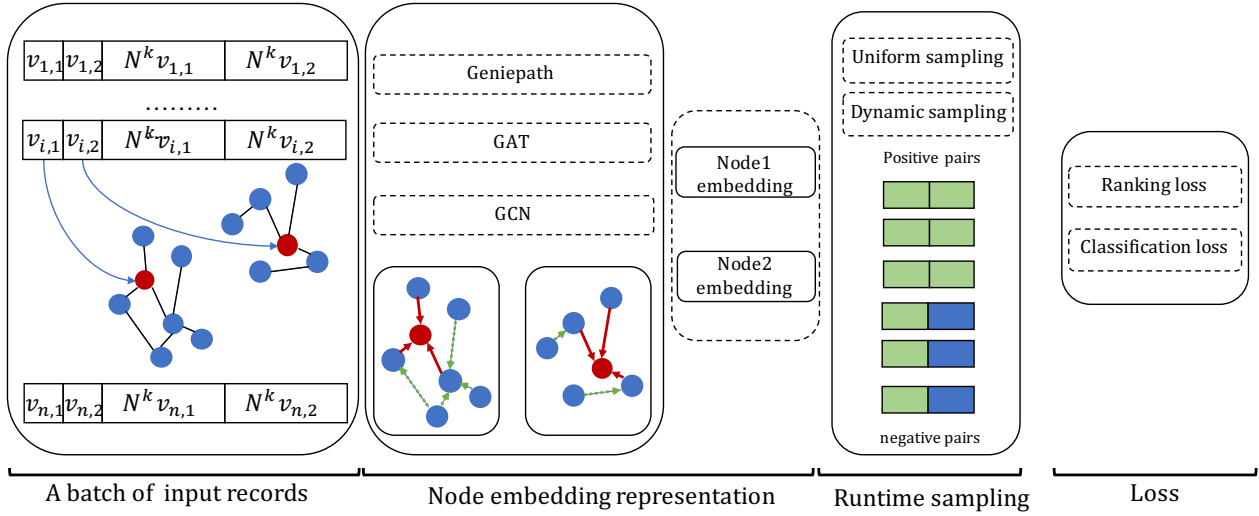 v1,1 v1,2 N^k v1,1 N^k v1,2
………
vi,1 vi,2 N^k vi,1 N^k vi,2
vn,1 vn,2 N^k vn,1 N^k vn,2
A batch of input records
Geniepath
GAT
GCN
Node1
embedding
Node2
embedding
Node embedding representation
Uniform sampling
Dynamic sampling
Positive pairs
negative pairs
Runtime sampling
Ranking loss
Classification loss
Loss